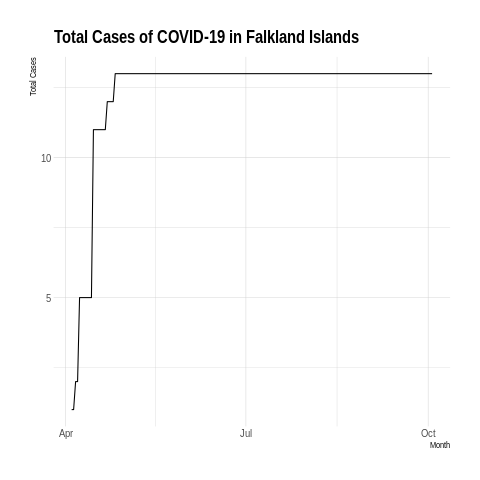 Total Cases of COVID-19 in Falkland Islands
Total Cases
10
5
Apr
Jul
Oct
Month